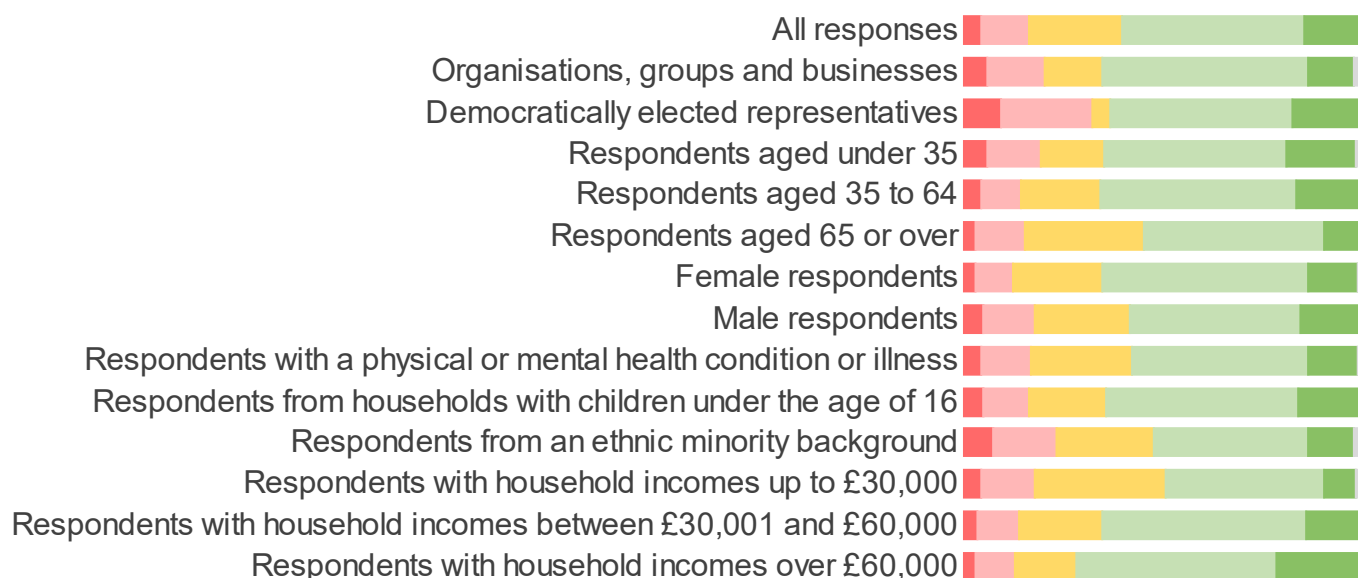 All responses
Organisations, groups and businesses
Democratically elected representatives
Respondents aged under 35
Respondents aged 35 to 64
Respondents aged 65 or over
Female respondents
Male respondents
Respondents with a physical or mental health condition or illness
Respondents from households with children under the age of 16
Respondents from an ethnic minority background
Respondents with household incomes up to £30,000
Respondents with household incomes between £30,001 and £60,000
Respondents with household incomes over £60,000